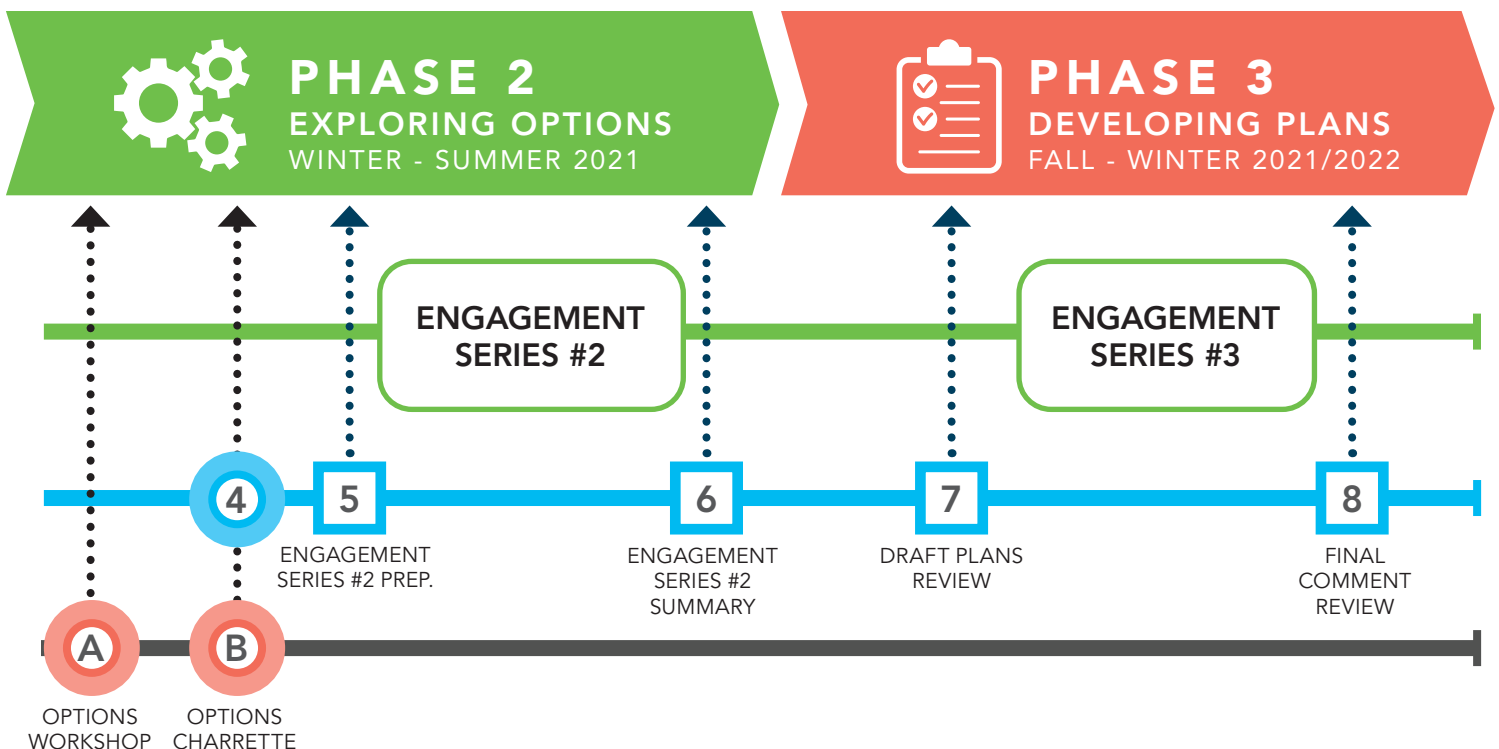 PHASE 2
EXPLORING OPTIONS
WINTER - SUMMER 2021
PHASE 3
DEVELOPING PLANS
FALL - WINTER 2021/2022
ENGAGEMENT
SERIES #2
ENGAGEMENT
SERIES #3
4
5
6
7
8
ENGAGEMENT
SERIES #2 PREP.
ENGAGEMENT
SERIES #2
SUMMARY
DRAFT PLANS
REVIEW
FINAL
COMMENT
REVIEW
A
B
OPTIONS
WORKSHOP
OPTIONS
CHARRETTE